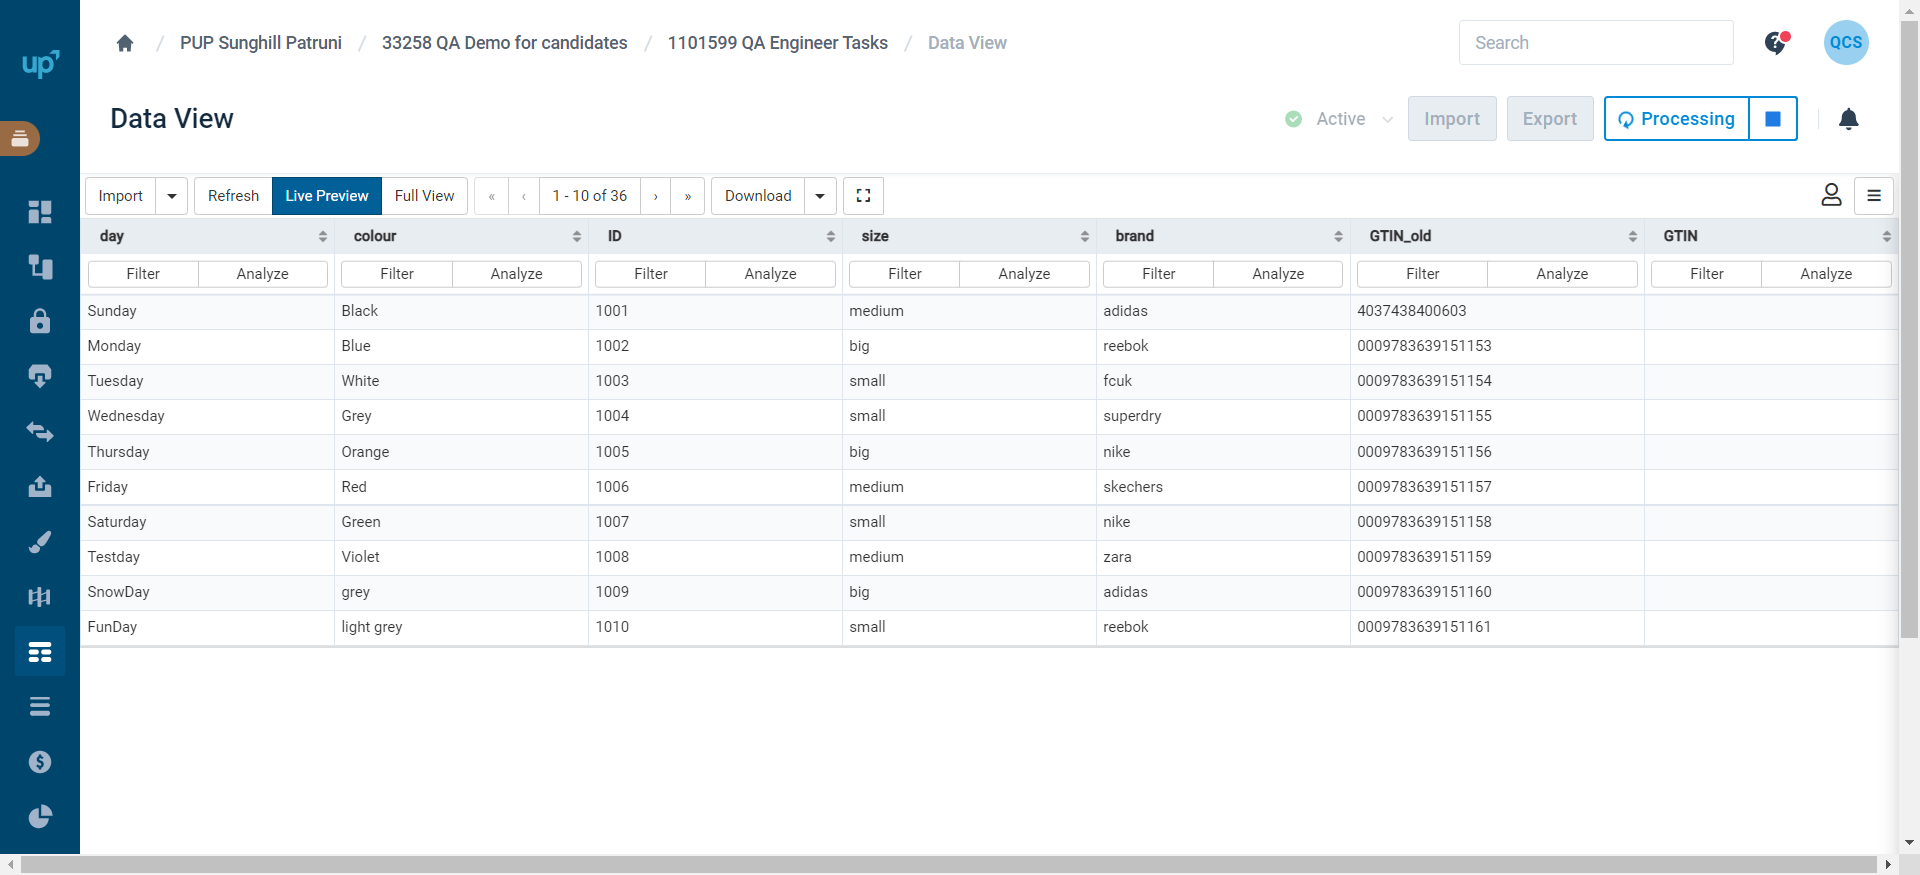 up
/ PUP Sunghill Patruni / 33258 QA Demo for candidates / 1101599 QA Engineer Tasks / Data View
Search
QCS
Data View
Active
Import
Export
Processing
Import Refresh Live Preview Full View « ‹ 1 - 10 of 36 › » Download
day colour ID size brand GTIN_old GTIN
Filter Analyze Filter Analyze Filter Analyze Filter Analyze Filter Analyze Filter Analyze Filter Analyze
Sunday Black 1001 medium adidas 4037438400603
Monday Blue 1002 big reebok 0009783639151153
Tuesday White 1003 small fcuk 0009783639151154
Wednesday Grey 1004 small superdry 0009783639151155
Thursday Orange 1005 big nike 0009783639151156
Friday Red 1006 medium skechers 0009783639151157
Saturday Green 1007 small nike 0009783639151158
Testday Violet 1008 medium zara 0009783639151159
SnowDay grey 1009 big adidas 0009783639151160
FunDay light grey 1010 small reebok 0009783639151161